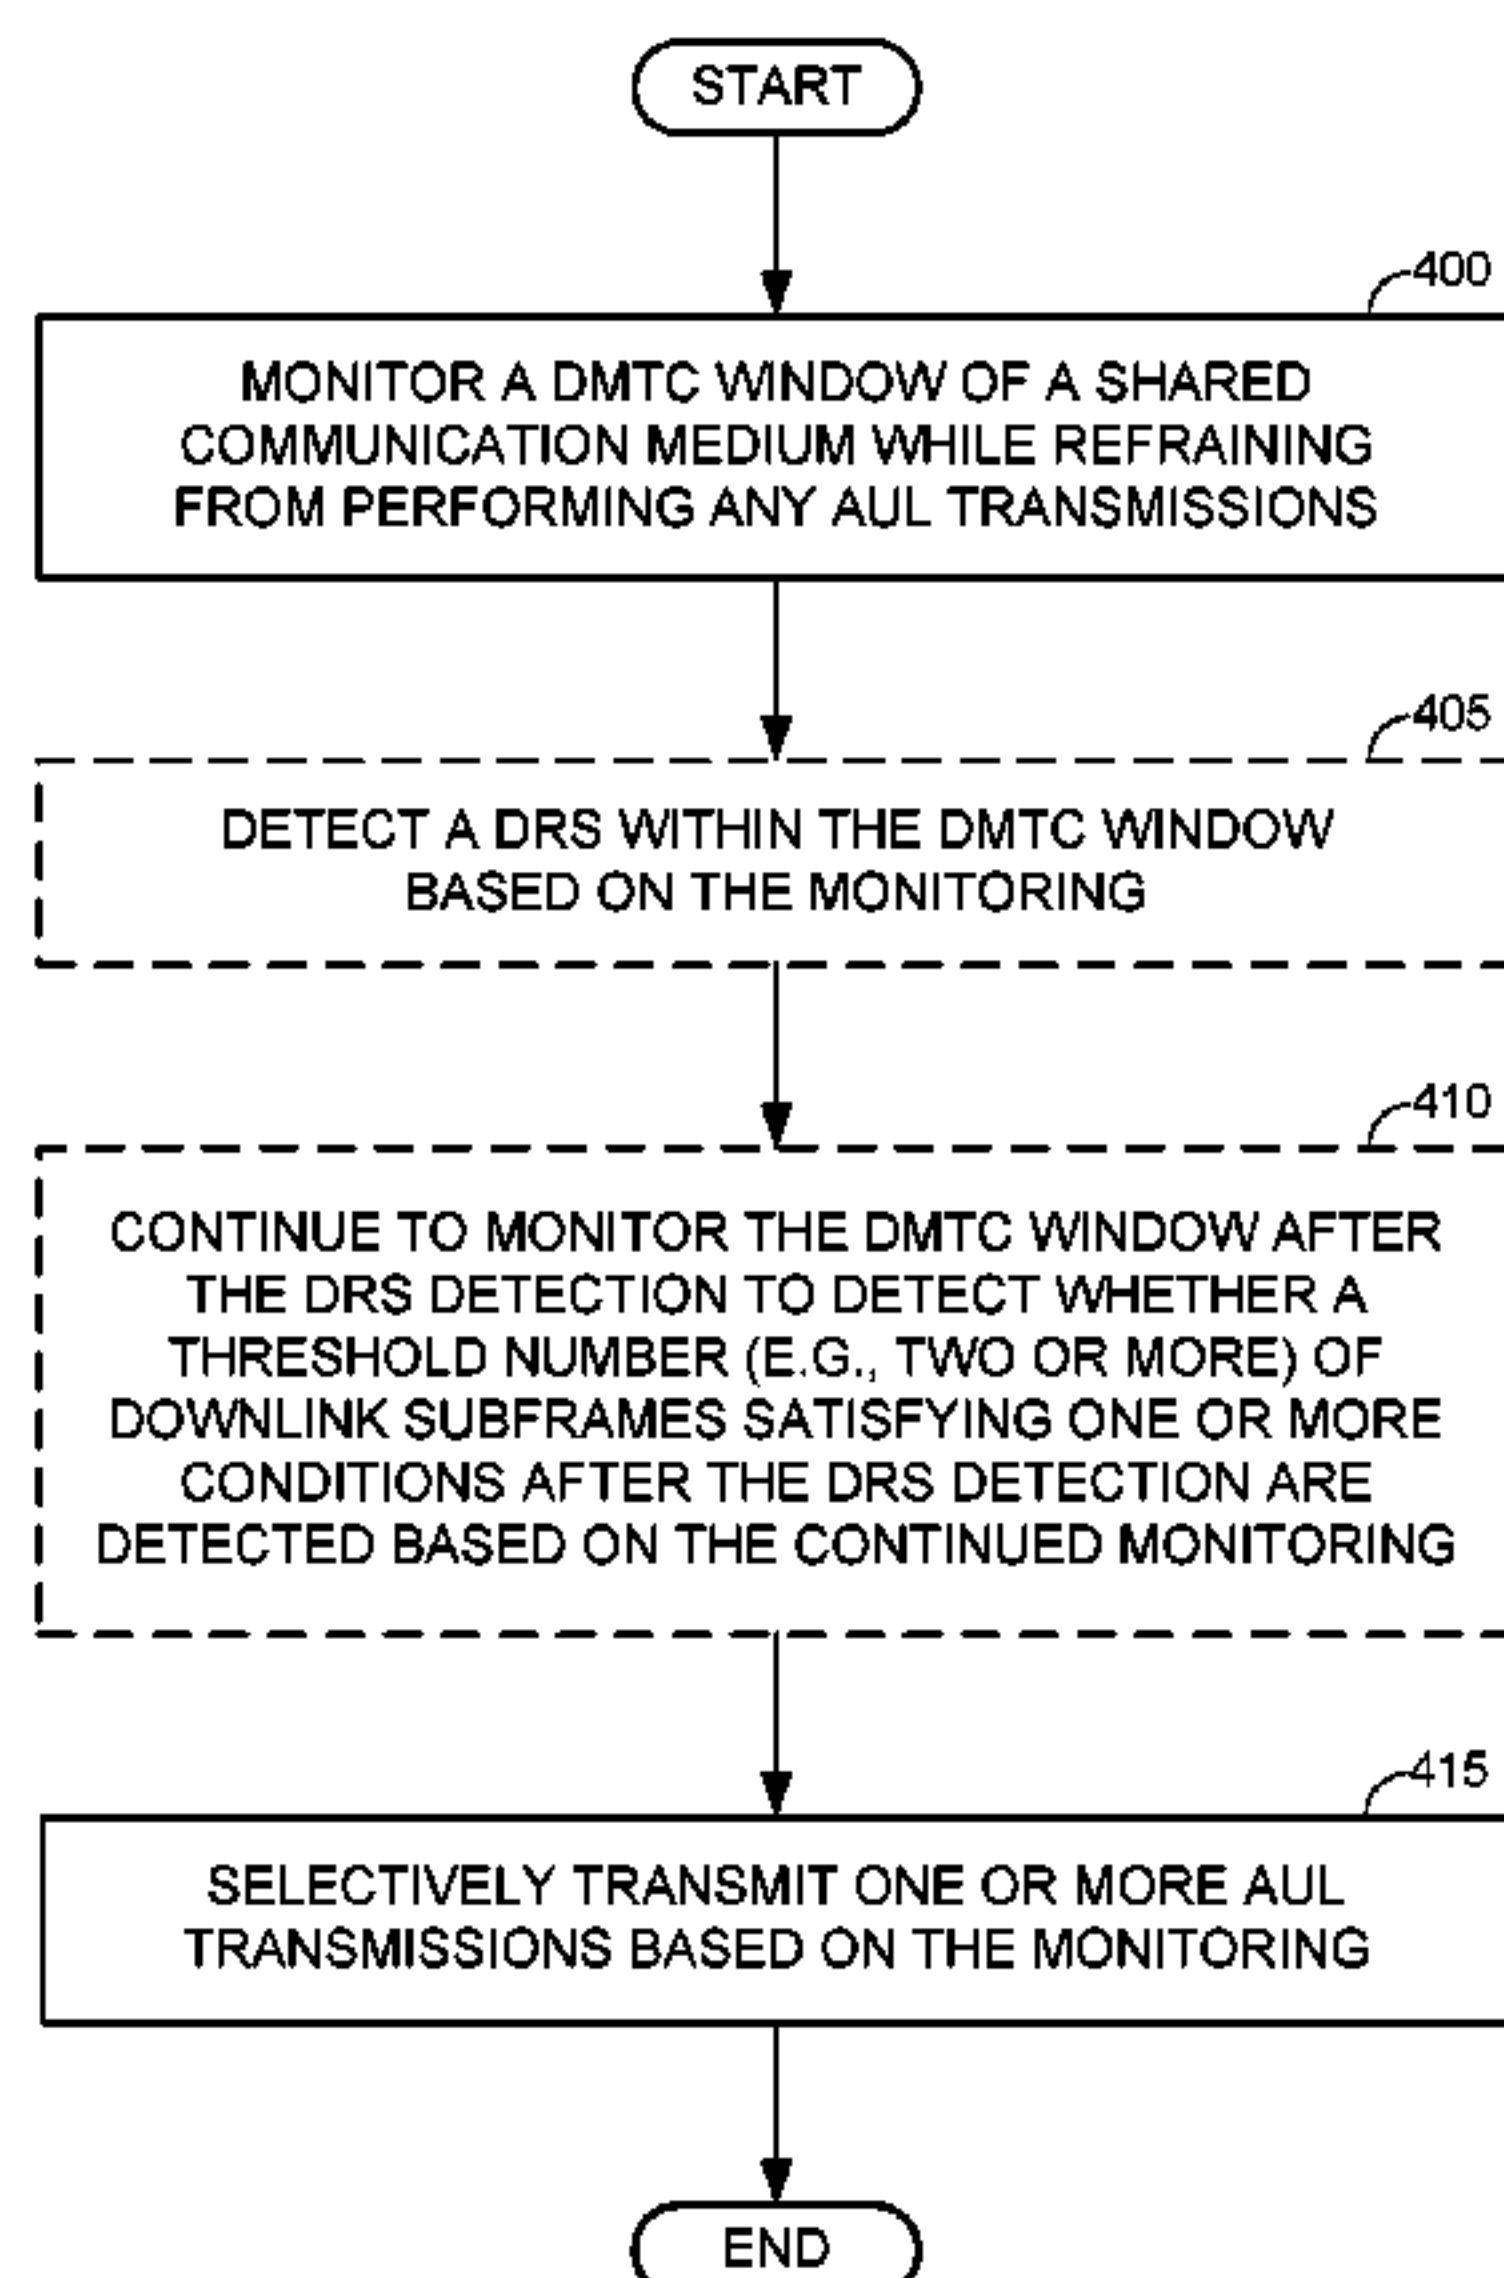 START
400
MONITOR A DMTC WINDOW OF A SHARED
COMMUNICATION MEDIUM WHILE REFRAINING
FROM PERFORMING ANY AUL TRANSMISSIONS
405
DETECT A DRS WITHIN THE DMTC WINDOW
BASED ON THE MONITORING
410
CONTINUE TO MONITOR THE DMTC WINDOW AFTER
THE DRS DETECTION TO DETECT WHETHER A
THRESHOLD NUMBER (E.G., TWO OR MORE) OF
DOWNLINK SUBFRAMES SATISFYING ONE OR MORE
CONDITIONS AFTER THE DRS DETECTION ARE
DETECTED BASED ON THE CONTINUED MONITORING
415
SELECTIVELY TRANSMIT ONE OR MORE AUL
TRANSMISSIONS BASED ON THE MONITORING
END